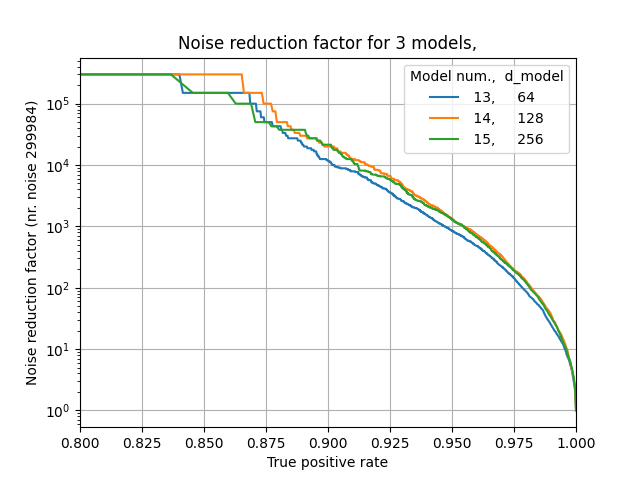 Noise reduction factor for 3 models,
Noise reduction factor (nr. noise 299984)
10^5
10^4
10^3
10^2
10^1
10^0
Model num., d_model
13, 64
14, 128
15, 256
0.800 0.825 0.850 0.875 0.900 0.925 0.950 0.975 1.000
True positive rate